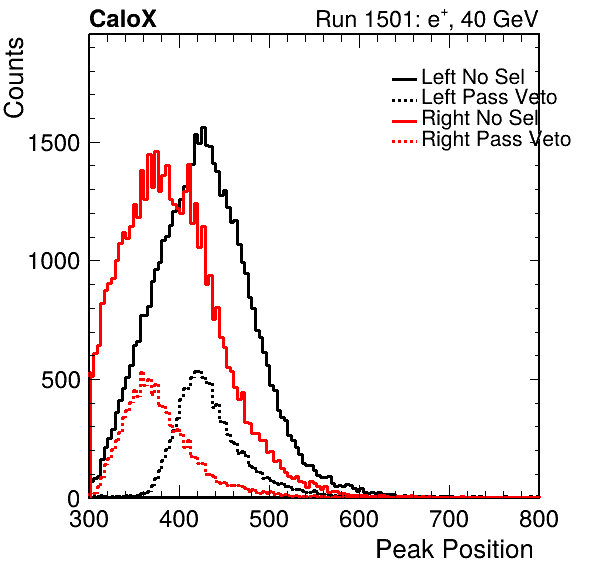 CaloX Run 1501: e⁺, 40 GeV
Counts
Left No Sel
Left Pass Veto
Right No Sel
Right Pass Veto
1500
1000
500
0
300 400 500 600 700 800
Peak Position